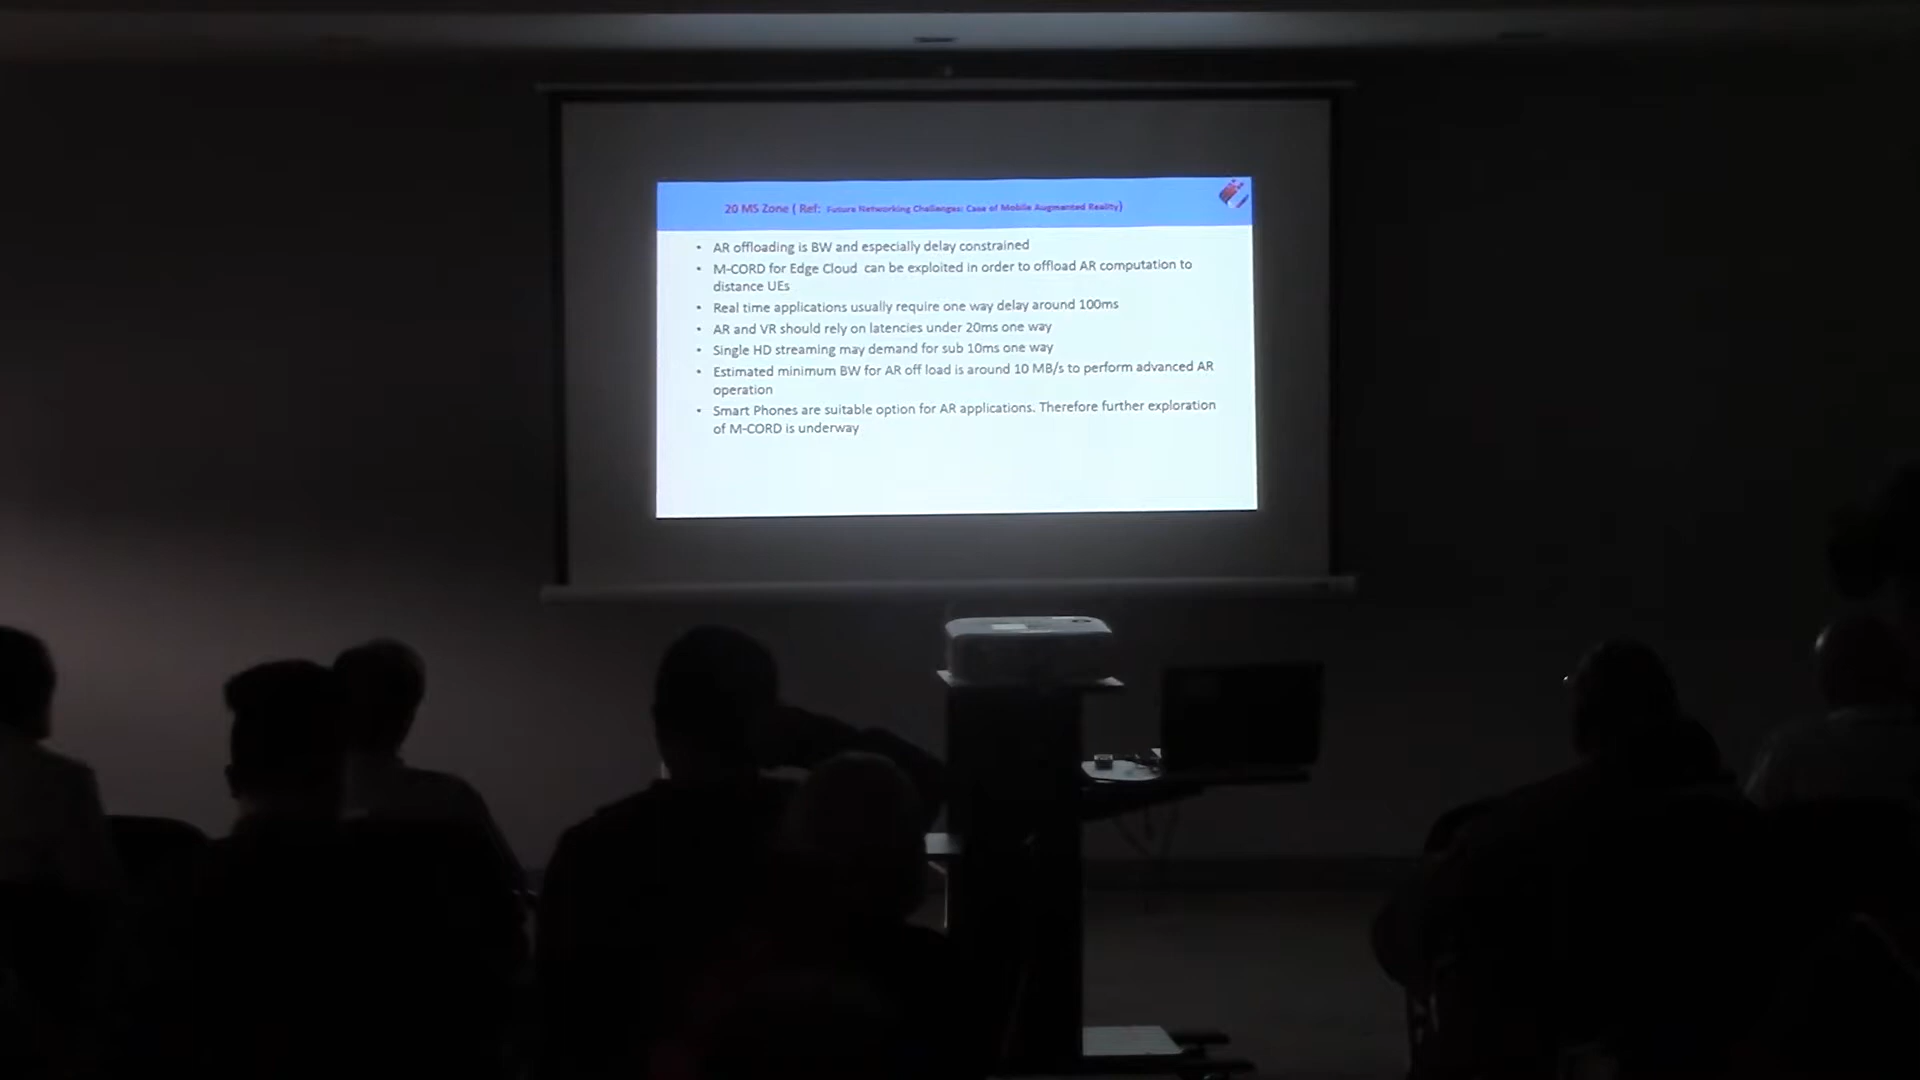 20 MS Zone ( Ref: Future Networking Challenges: Case of Mobile Augmented Reality)
• AR offloading is BW and especially delay constrained
• M-CORD for Edge Cloud can be exploited in order to offload AR computation to
distance UEs
• Real time applications usually require one way delay around 100ms
• AR and VR should rely on latencies under 20ms one way
• Single HD streaming may demand for sub 10ms one way
• Estimated minimum BW for AR off load is around 10 MB/s to perform advanced AR
operation
• Smart Phones are suitable option for AR applications. Therefore further exploration
of M-CORD is underway